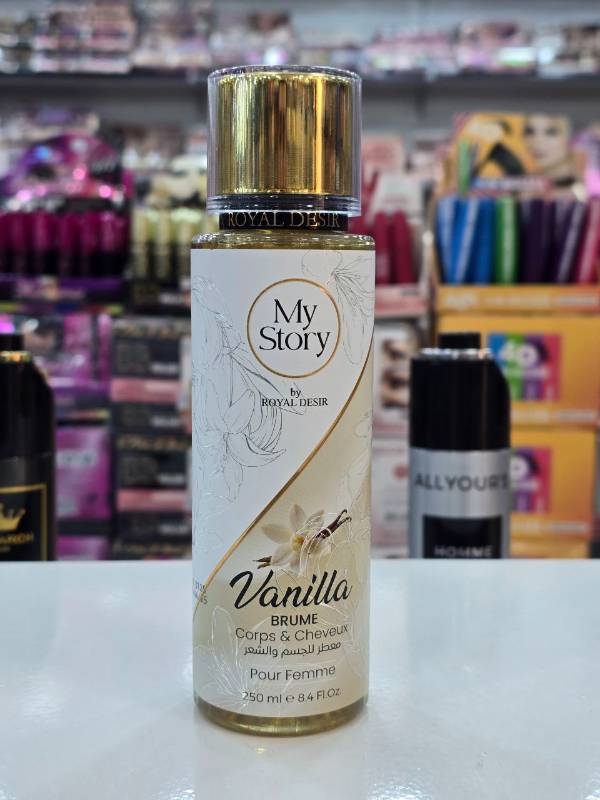 ROYAL DESIR
My
Story
by
ROYAL DESIR
Vanilla
BRUME
Corps & Cheveux
معطر للجسم والشعر
Pour Femme
250 ml e 8.4 Fl.Oz.
ALLYOURS
HOMME